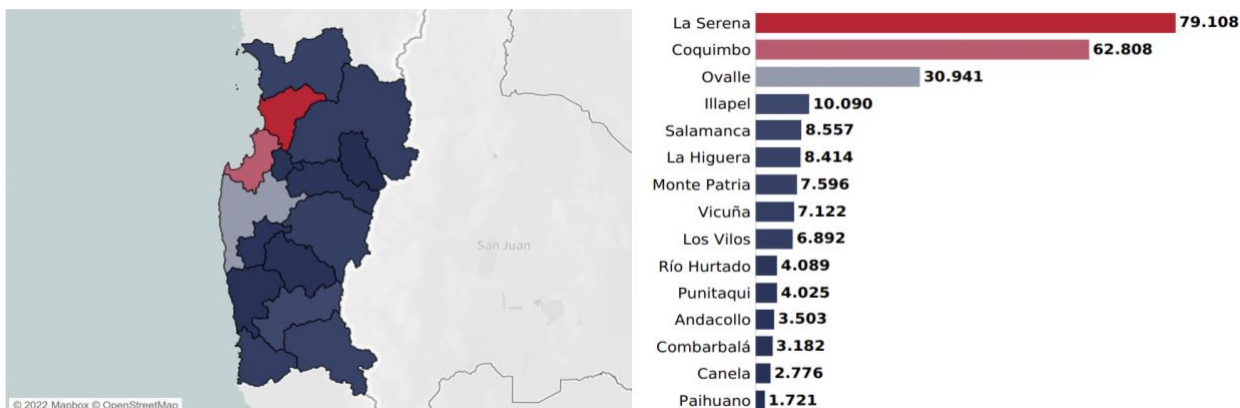 San Juan
© 2022 Mapbox © OpenStreetMap
La Serena 79.108
Coquimbo 62.808
Ovalle 30.941
Illapel 10.090
Salamanca 8.557
La Higuera 8.414
Monte Patria 7.596
Vicuña 7.122
Los Vilos 6.892
Río Hurtado 4.089
Punitaqui 4.025
Andacollo 3.503
Combarbalá 3.182
Canela 2.776
Paihuano 1.721